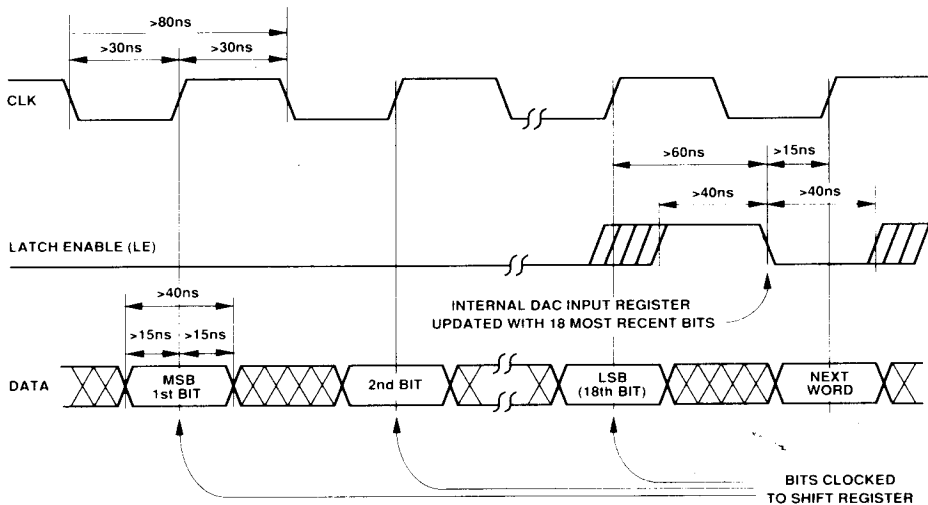 >80ns
>30ns >30ns
CLK
>60ns >15ns
>40ns >40ns
LATCH ENABLE (LE)
INTERNAL DAC INPUT REGISTER
UPDATED WITH 18 MOST RECENT BITS
>40ns
>15ns >15ns
DATA
MSB
1st BIT
2nd BIT
LSB
(18th BIT)
NEXT
WORD
BITS CLOCKED
TO SHIFT REGISTER